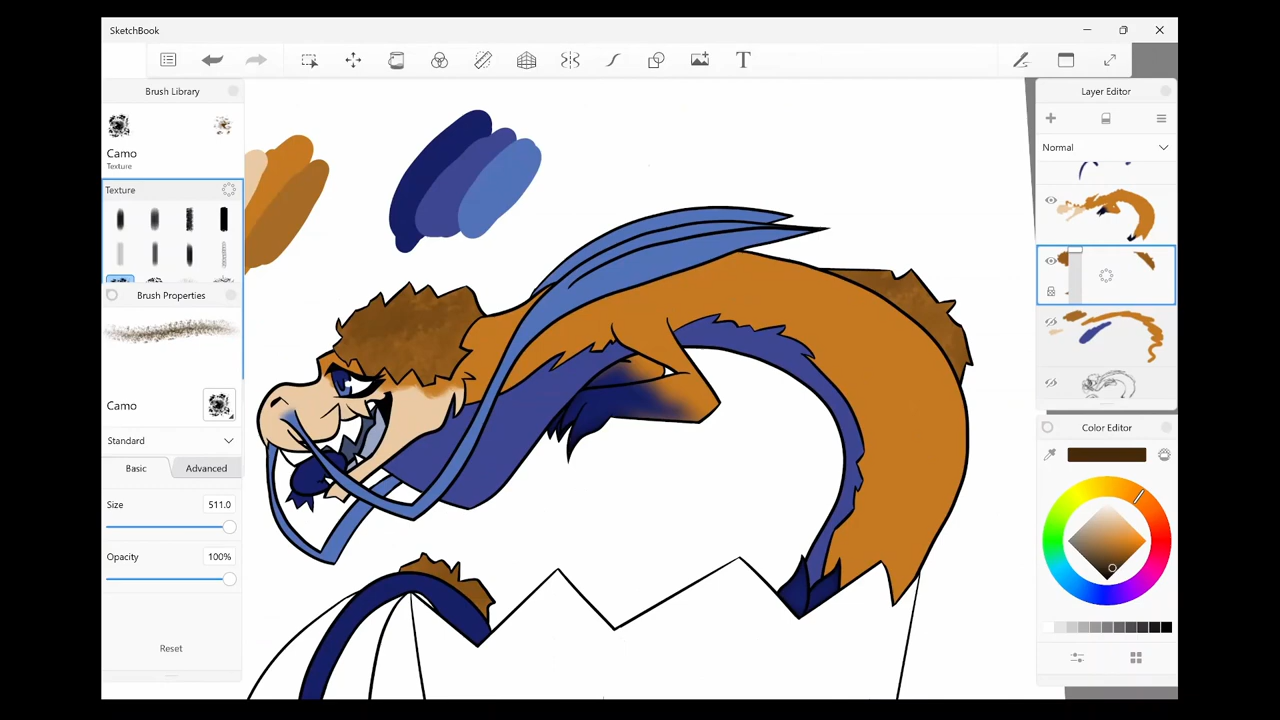 SketchBook
Brush Library
Camo
Texture
Texture
Brush Properties
Camo
Standard
Basic
Advanced
Size
511.0
Opacity
100%
Reset
Layer Editor
Normal
Color Editor